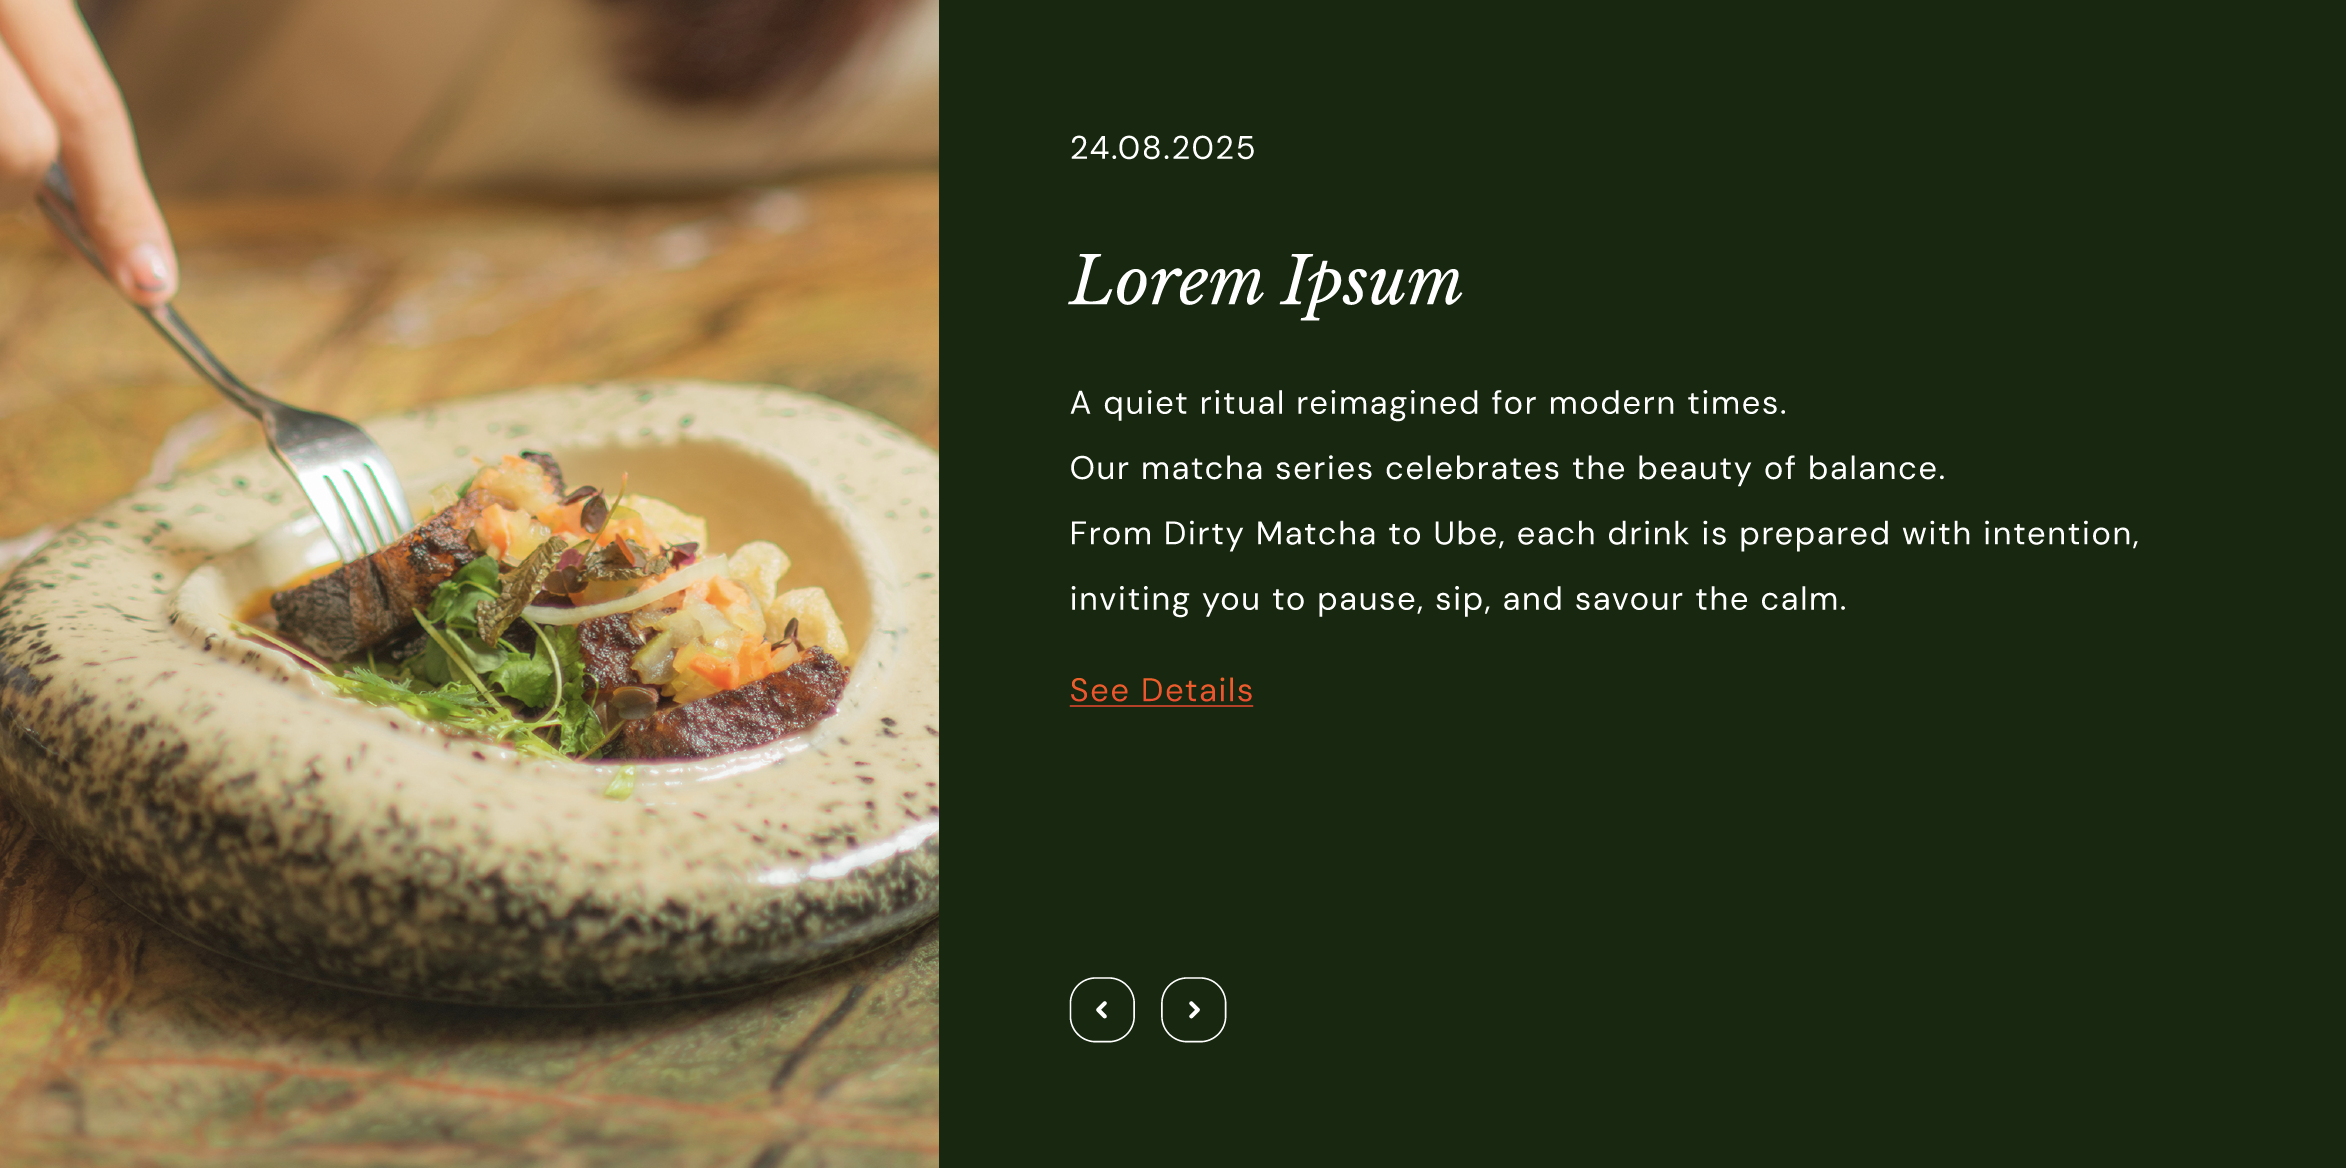 24.08.2025
Lorem Ipsum
A quiet ritual reimagined for modern times.
Our matcha series celebrates the beauty of balance.
From Dirty Matcha to Ube, each drink is prepared with intention,
inviting you to pause, sip, and savour the calm.
See Details